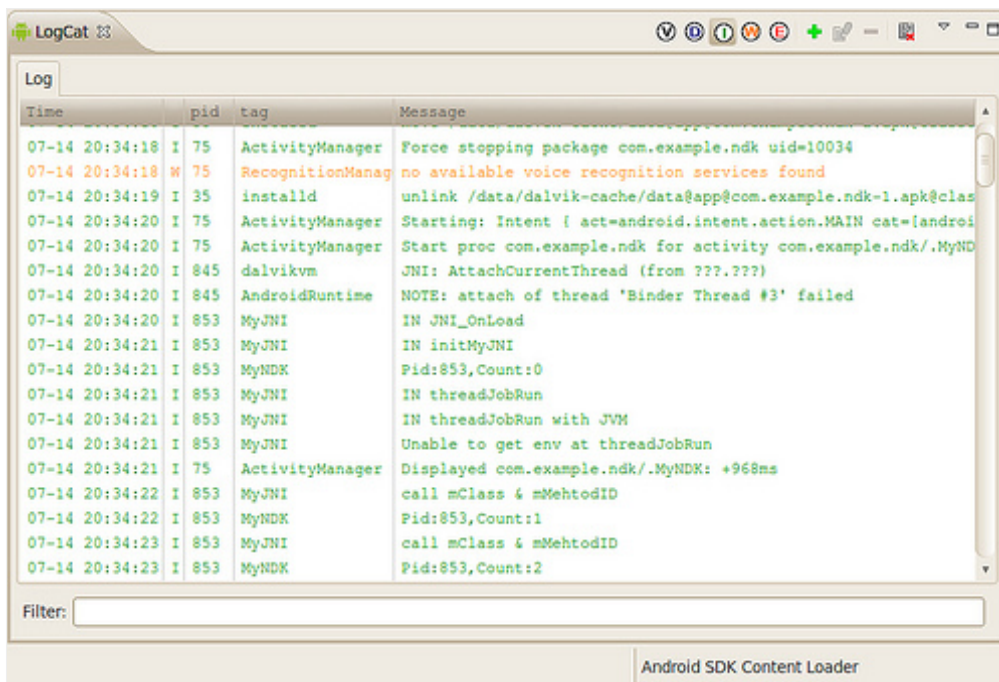 LogCat
V D I W E
Log
Time pid tag Message
07-14 20:34:18 I 75 ActivityManager Force stopping package com.example.ndk uid=10034
07-14 20:34:18 W 75 RecognitionManag no available voice recognition services found
07-14 20:34:19 I 35 installd unlink /data/dalvik-cache/data@app@com.example.ndk-1.apk@clas
07-14 20:34:20 I 75 ActivityManager Starting: Intent { act=android.intent.action.MAIN cat=[androi
07-14 20:34:20 I 75 ActivityManager Start proc com.example.ndk for activity com.example.ndk/.MyND
07-14 20:34:20 I 845 dalvikvm JNI: AttachCurrentThread (from ???.???)
07-14 20:34:20 I 845 AndroidRuntime NOTE: attach of thread 'Binder Thread #3' failed
07-14 20:34:20 I 853 MyJNI IN JNI_OnLoad
07-14 20:34:21 I 853 MyJNI IN initMyJNI
07-14 20:34:21 I 853 MyNDK Pid:853,Count:0
07-14 20:34:21 I 853 MyJNI IN threadJobRun
07-14 20:34:21 I 853 MyJNI IN threadJobRun with JVM
07-14 20:34:21 I 853 MyJNI Unable to get env at threadJobRun
07-14 20:34:21 I 75 ActivityManager Displayed com.example.ndk/.MyNDK: +968ms
07-14 20:34:22 I 853 MyJNI call mClass & mMehtodID
07-14 20:34:22 I 853 MyNDK Pid:853,Count:1
07-14 20:34:23 I 853 MyJNI call mClass & mMehtodID
07-14 20:34:23 I 853 MyNDK Pid:853,Count:2
Filter:
Android SDK Content Loader